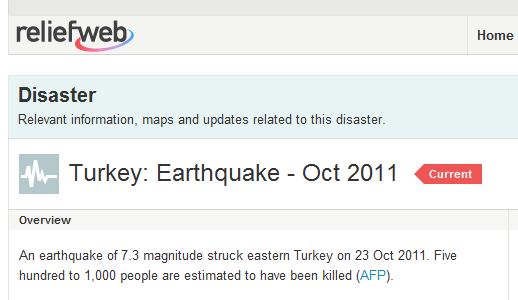 reliefweb
Home
Disaster
Relevant information, maps and updates related to this disaster.
Turkey: Earthquake - Oct 2011
Current
Overview
An earthquake of 7.3 magnitude struck eastern Turkey on 23 Oct 2011. Five
hundred to 1,000 people are estimated to have been killed (AFP).